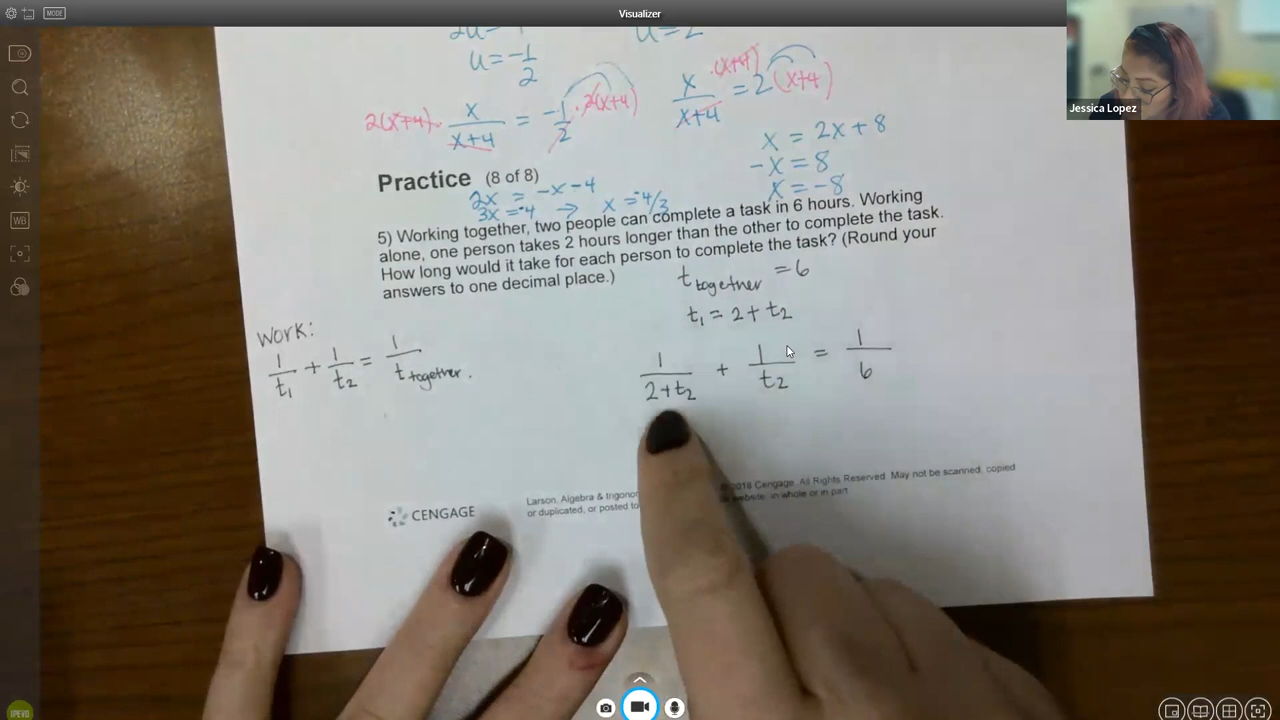 MODE
Visualizer
Jessica Lopez
u = -1/2
2(x+4) · x/(x+4) = -1/2 · 2(x+4)
x/(x+4) · (x+4) = 2(x+4)
x = 2x + 8
-x = 8
x = -8
Practice (8 of 8)
2x = -x - 4
3x = -4 → x = -4/3
5) Working together, two people can complete a task in 6 hours. Working
alone, one person takes 2 hours longer than the other to complete the task.
How long would it take for each person to complete the task? (Round your
answers to one decimal place.)
t together = 6
t₁ = 2 + t₂
Work:
1/t₁ + 1/t₂ = 1/t together.
1/(2+t₂) + 1/t₂ = 1/6
CENGAGE
Larson, Algebra & trigono
2018 Cengage. All Rights Reserved. May not be scanned, copied
or duplicated, or posted to
website, in whole or in part
WB